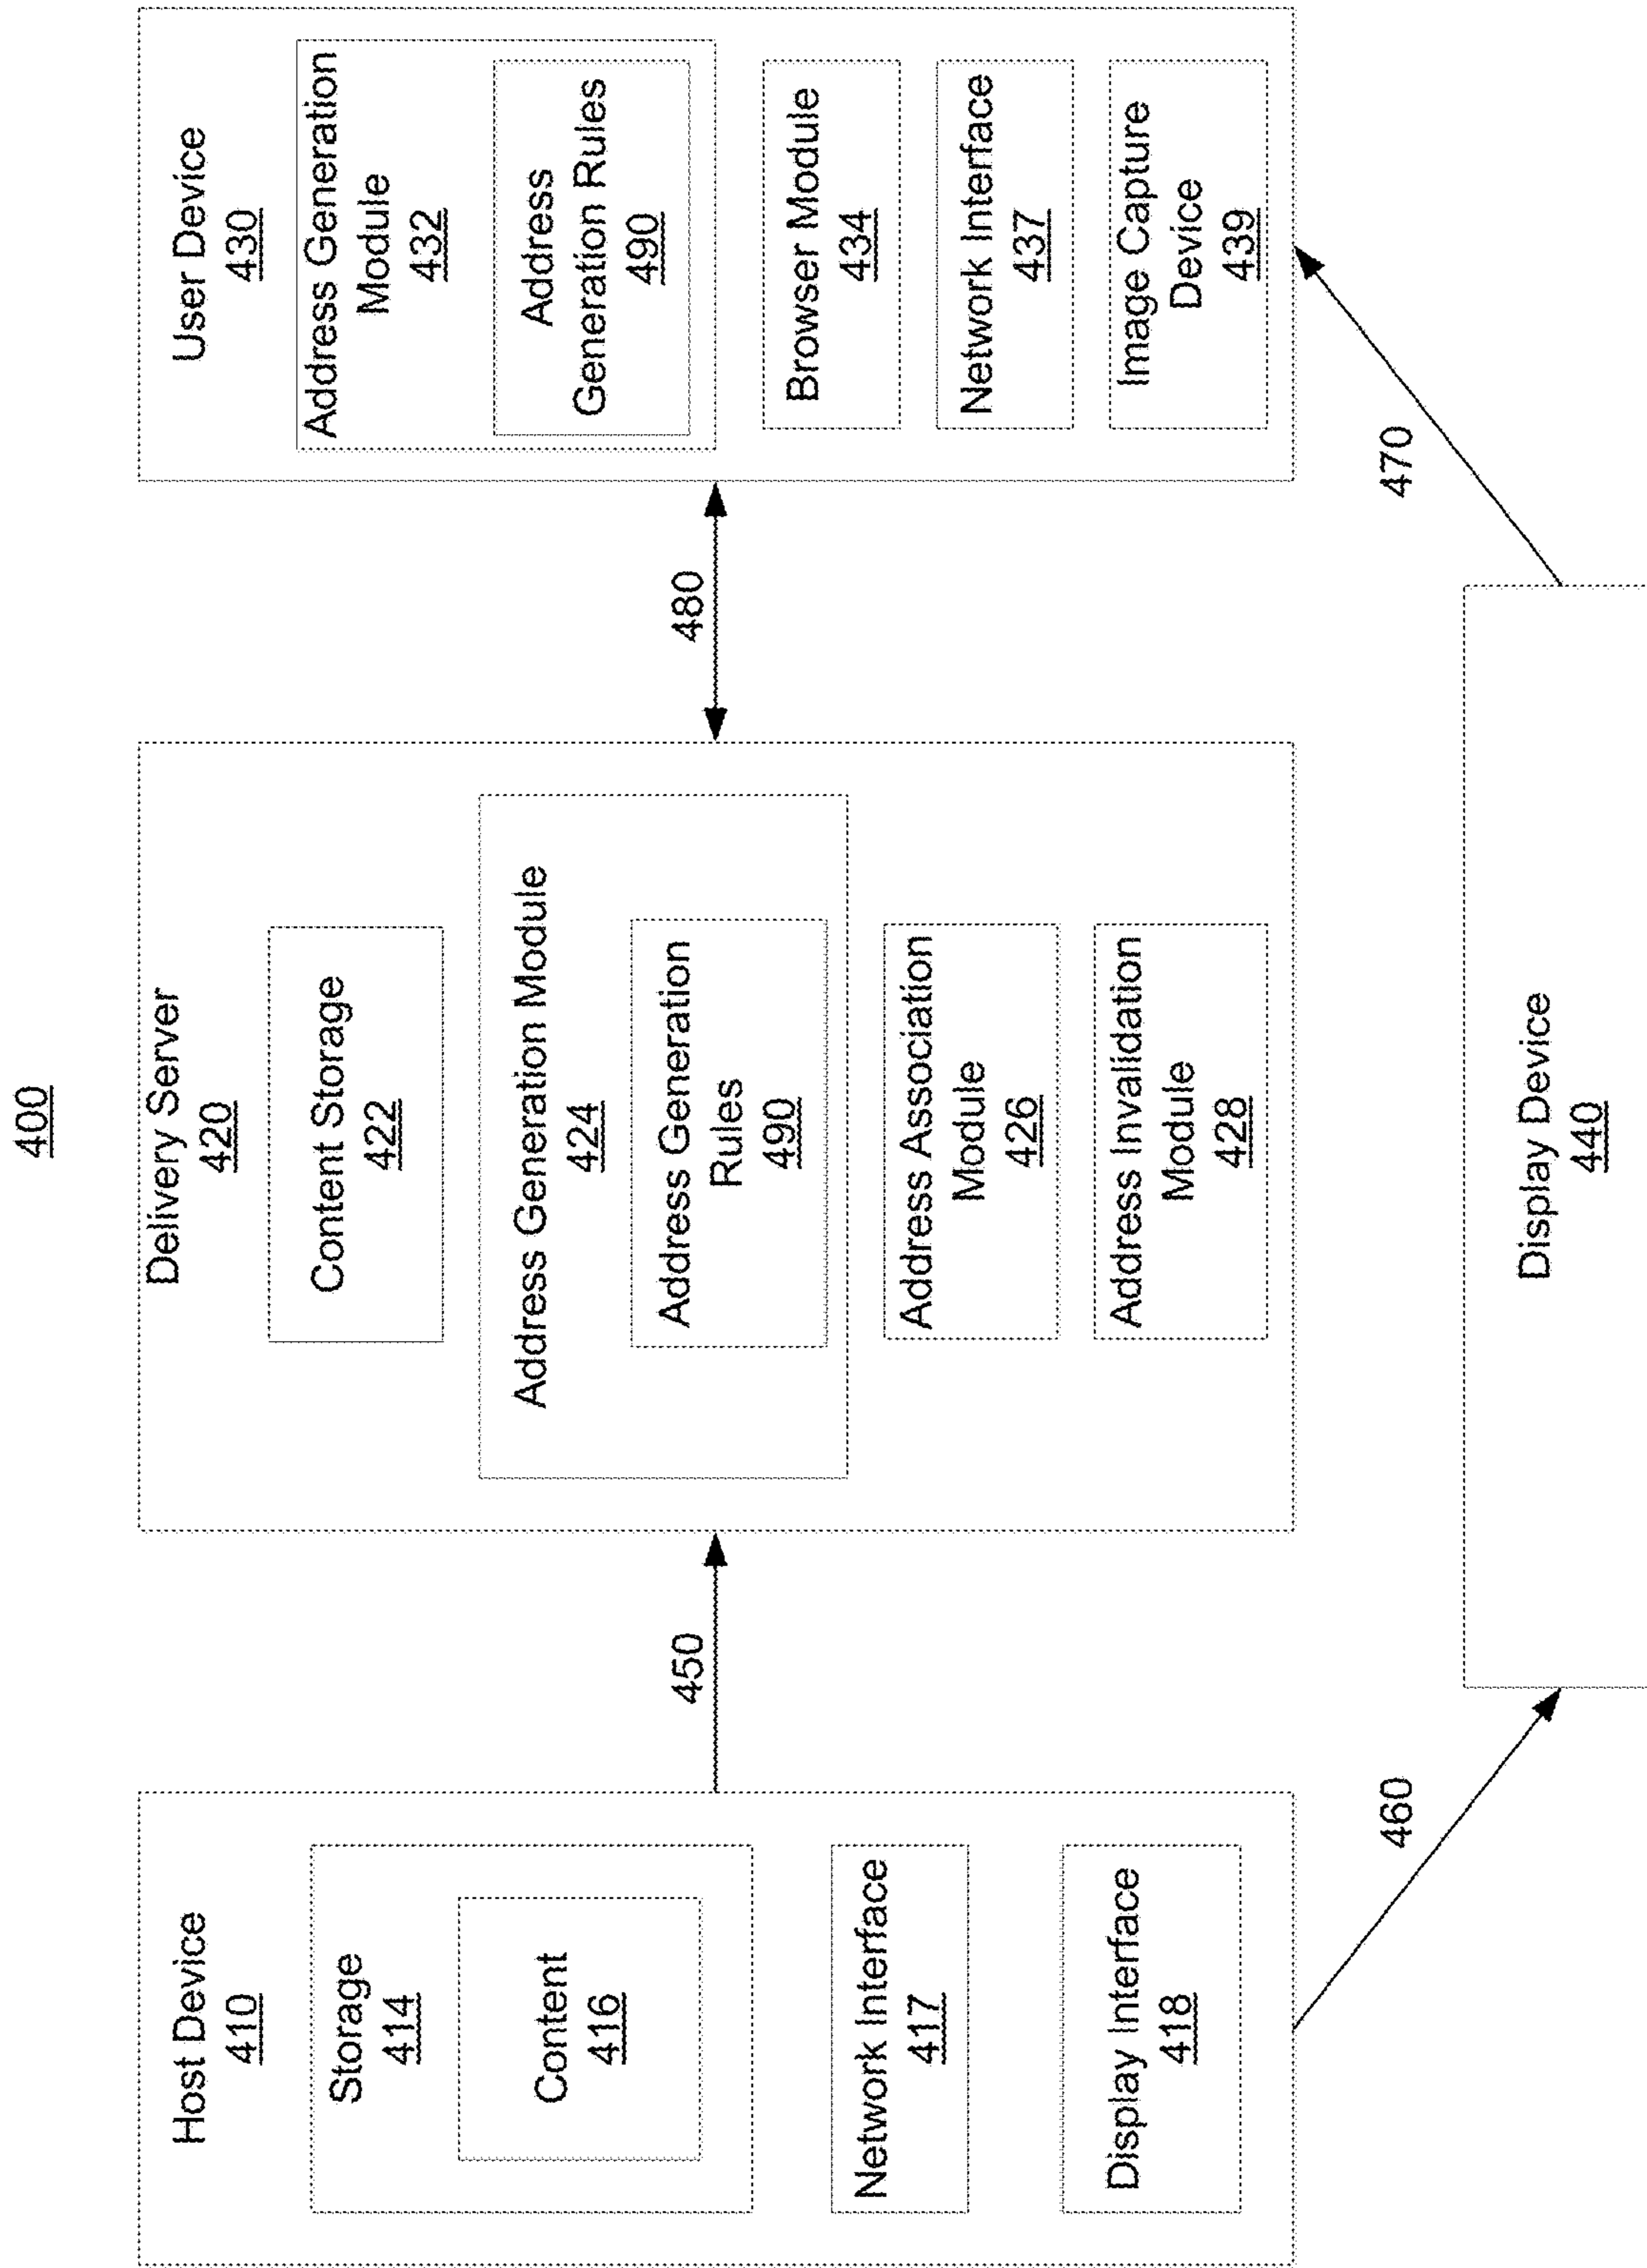 400
Host Device
410
Storage
414
Content
416
Network Interface
417
Display Interface
418
450
460
Delivery Server
420
Content Storage
422
Address Generation Module
424
Address Generation
Rules
490
Address Association
Module
426
Address Invalidation
Module
428
480
470
User Device
430
Address Generation
Module
432
Address
Generation Rules
490
Browser Module
434
Network Interface
437
Image Capture
Device
439
Display Device
440